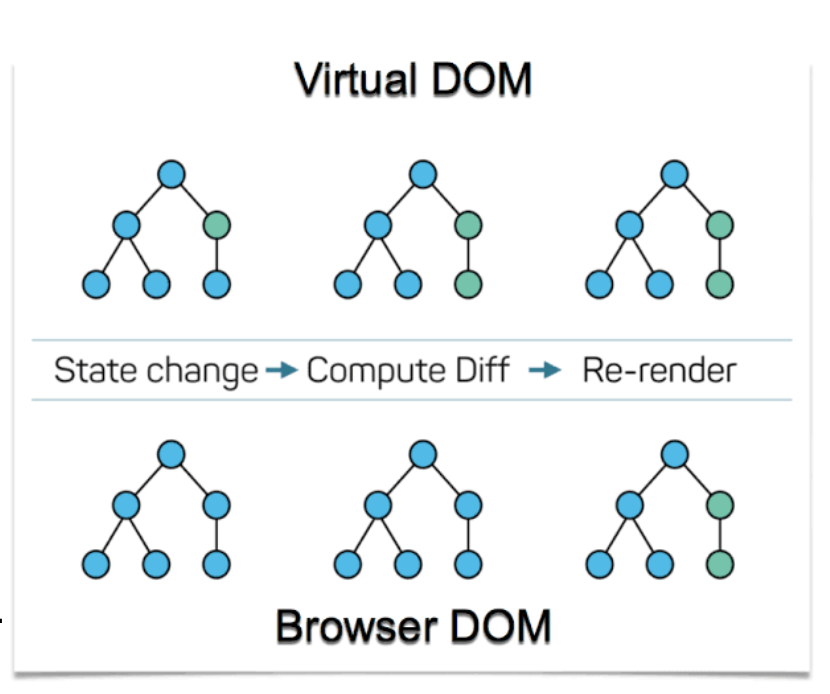 Virtual DOM
State change → Compute Diff → Re-render
Browser DOM